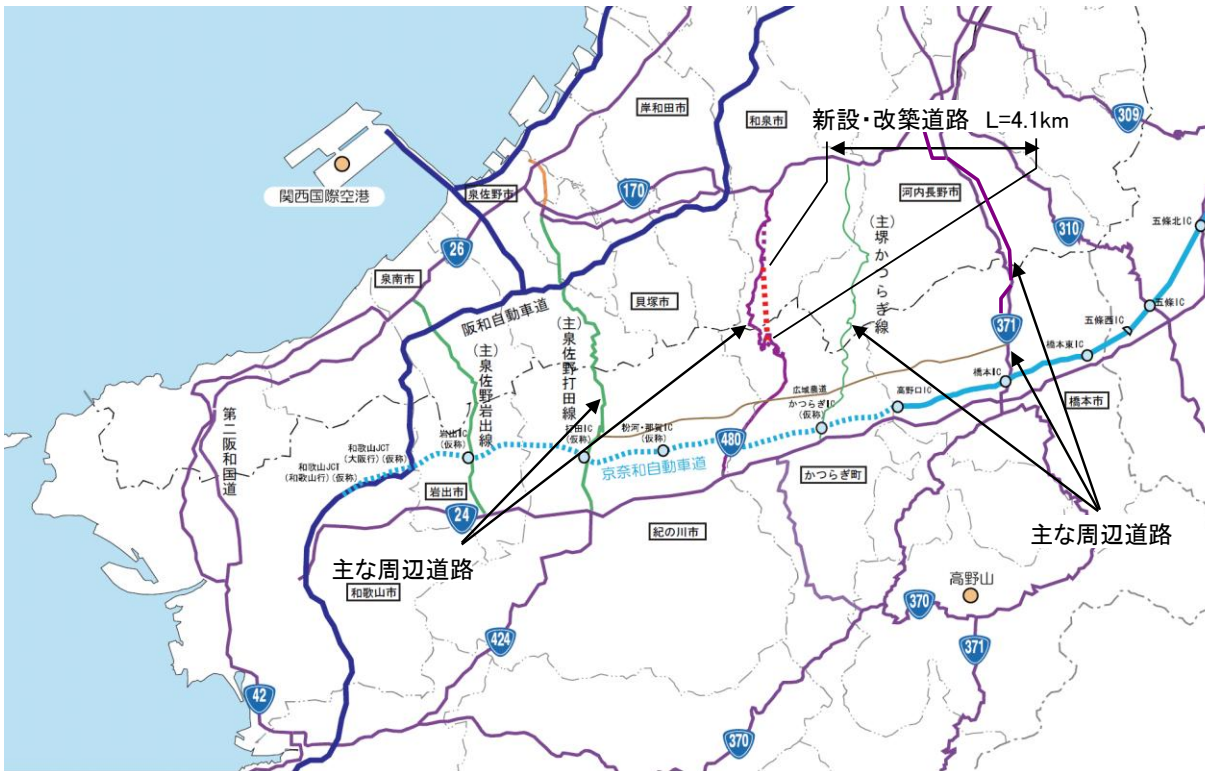 岸和田市
和泉市
新設・改築道路 L=4.1km
309
関西国際空港
泉佐野市
170
河内長野市
(主)堺かつらぎ線
310
五條北IC
26
泉南市
阪和自動車道
貝塚市
(主)泉佐野打田線
371
五條IC
五條西IC
橋本東IC
橋本IC
(主)泉佐野岩出線
広域農道
高野口IC
かつらぎIC
(仮称)
橋本市
第二阪和国道
岩出IC
(仮称)
打田IC
(仮称)
粉河・那賀IC
(仮称)
480
和歌山JCT
(大阪行)(仮称)
和歌山JCT
(和歌山行)(仮称)
京奈和自動車道
かつらぎ町
岩出市
24
紀の川市
主な周辺道路
主な周辺道路
和歌山市
高野山
370
424
371
42
370